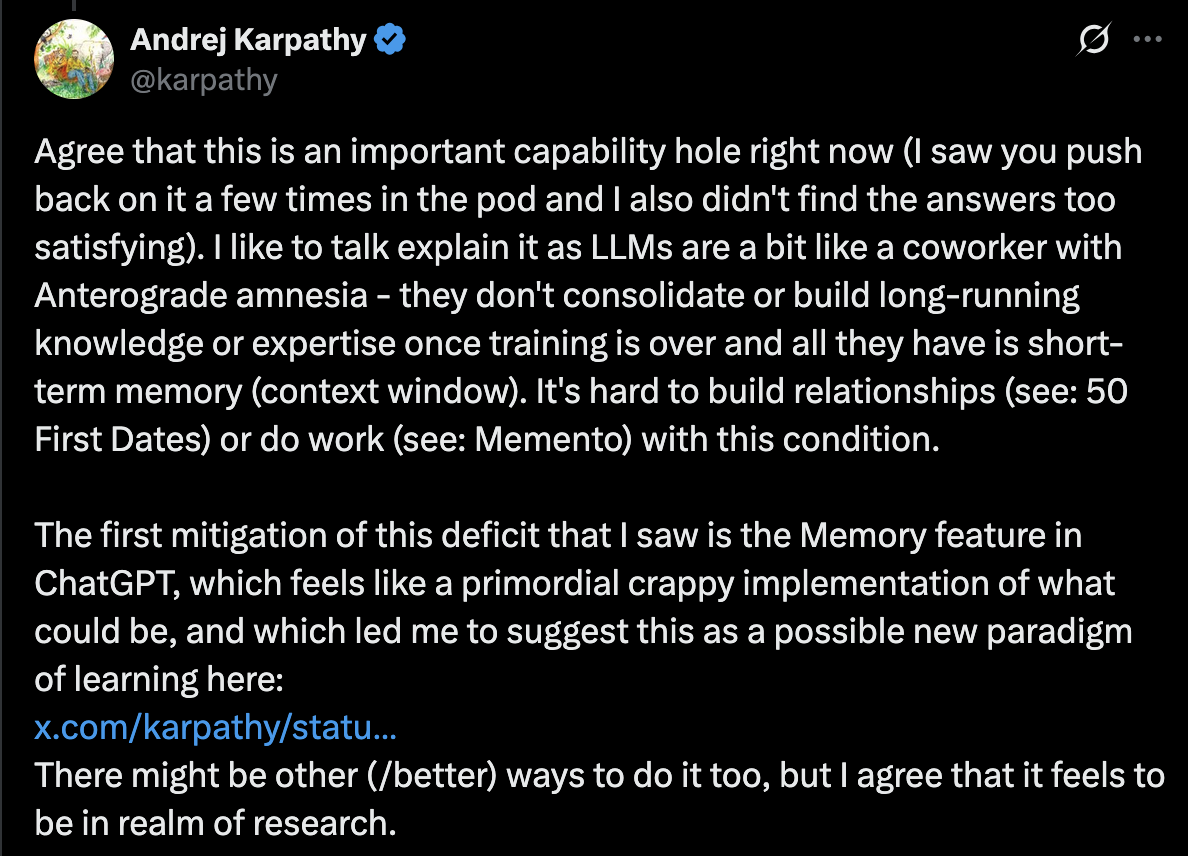 Andrej Karpathy
@karpathy
Agree that this is an important capability hole right now (I saw you push
back on it a few times in the pod and I also didn't find the answers too
satisfying). I like to talk explain it as LLMs are a bit like a coworker with
Anterograde amnesia - they don't consolidate or build long-running
knowledge or expertise once training is over and all they have is short-
term memory (context window). It's hard to build relationships (see: 50
First Dates) or do work (see: Memento) with this condition.

The first mitigation of this deficit that I saw is the Memory feature in
ChatGPT, which feels like a primordial crappy implementation of what
could be, and which led me to suggest this as a possible new paradigm
of learning here:
x.com/karpathy/statu...
There might be other (/better) ways to do it too, but I agree that it feels to
be in realm of research.